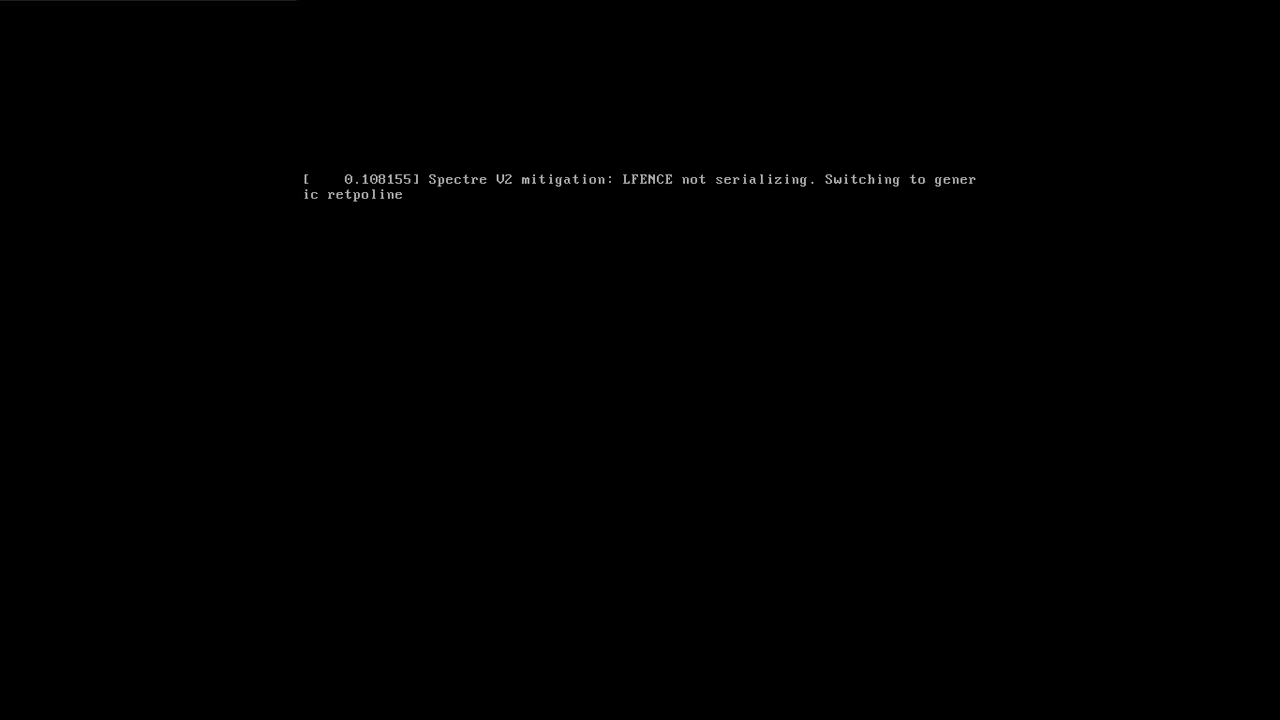 [    0.108155] Spectre V2 mitigation: LFENCE not serializing. Switching to gener
ic retpoline